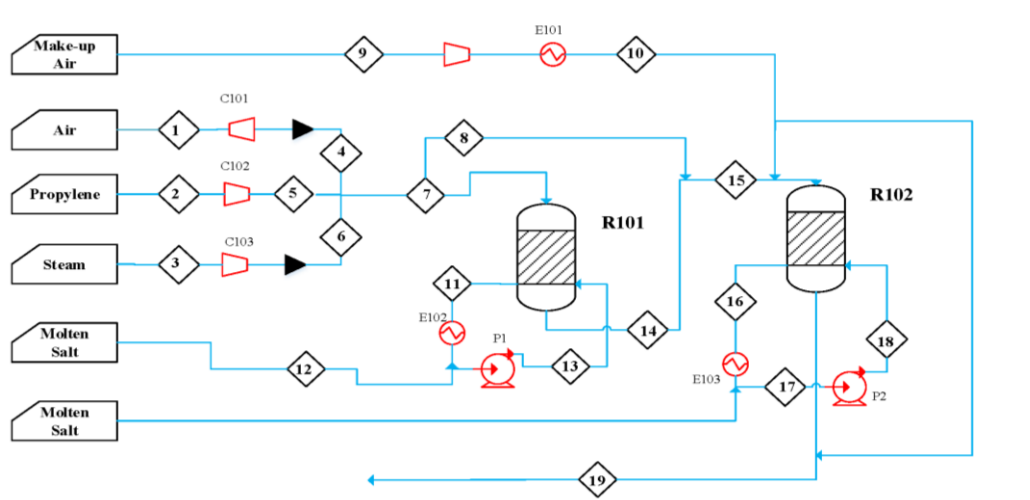 E101
Make-up
Air
9
10
C101
Air
1
8
4
C102
15
Propylene
2
5
7
R101
R102
C103
Steam
3
6
11
16
E102
14
P1
18
Molten
Salt
12
13
E103
17
P2
Molten
Salt
19